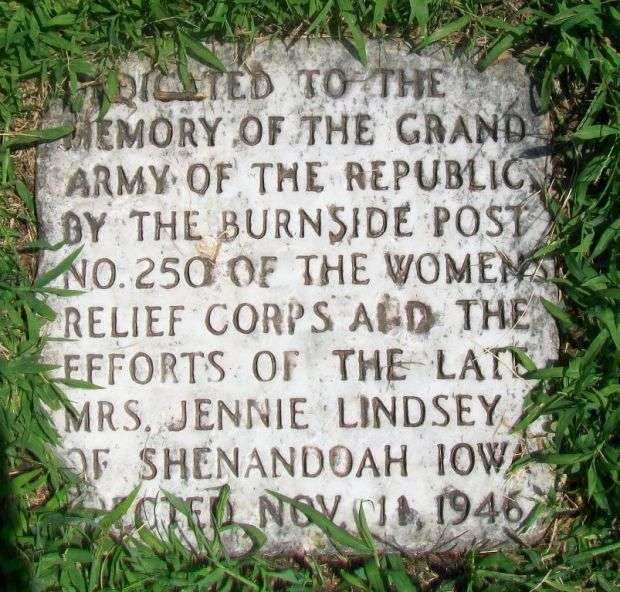 DEDICATED TO THE
MEMORY OF THE GRAND
ARMY OF THE REPUBLIC
BY THE BURNSIDE POST
NO. 250 OF THE WOMENS
RELIEF CORPS AND THE
EFFORTS OF THE LATE
MRS. JENNIE LINDSEY
OF SHENANDOAH IOWA
ERECTED NOV. 11 1946